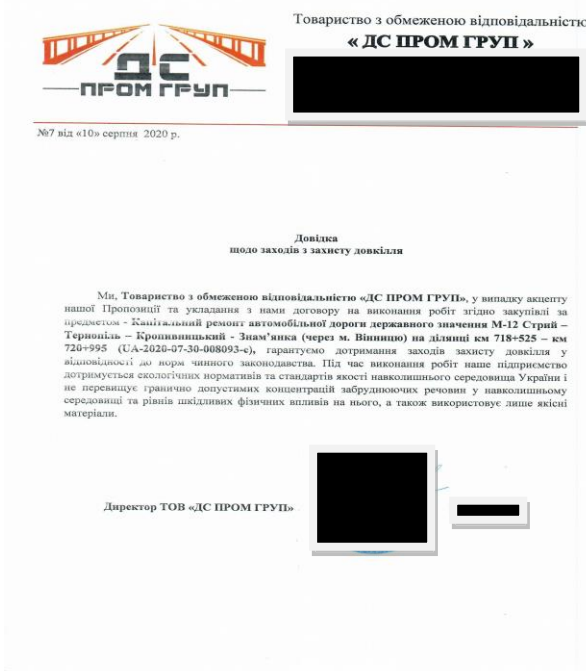 Товариство з обмеженою відповідальністю
« ДС ПРОМ ГРУП »
ДС
ПРОМ ГРУП
№7 від «10» серпня 2020 р.
Довідка
щодо заходів з захисту довкілля
Ми, Товариство з обмеженою відповідальністю «ДС ПРОМ ГРУП», у випадку акцепту
нашої Пропозиції та укладання з нами договору на виконання робіт згідно закупівлі за
предметом - Капітальний ремонт автомобільної дороги державного значення М-12 Стрий –
Тернопіль – Кропивницький - Знам’янка (через м. Вінницю) на ділянці км 718+525 – км
720+995 (UA-2020-07-30-008093-c), гарантуємо дотримання заходів захисту довкілля у
відповідності до норм чинного законодавства. Під час виконання робіт наше підприємство
дотримується екологічних нормативів та стандартів якості навколишнього середовища України і
не перевищує гранично допустимих концентрацій забруднюючих речовин у навколишньому
середовищі та рівнів шкідливих фізичних впливів на нього, а також використовує лише якісні
матеріали.
Директор ТОВ «ДС ПРОМ ГРУП»